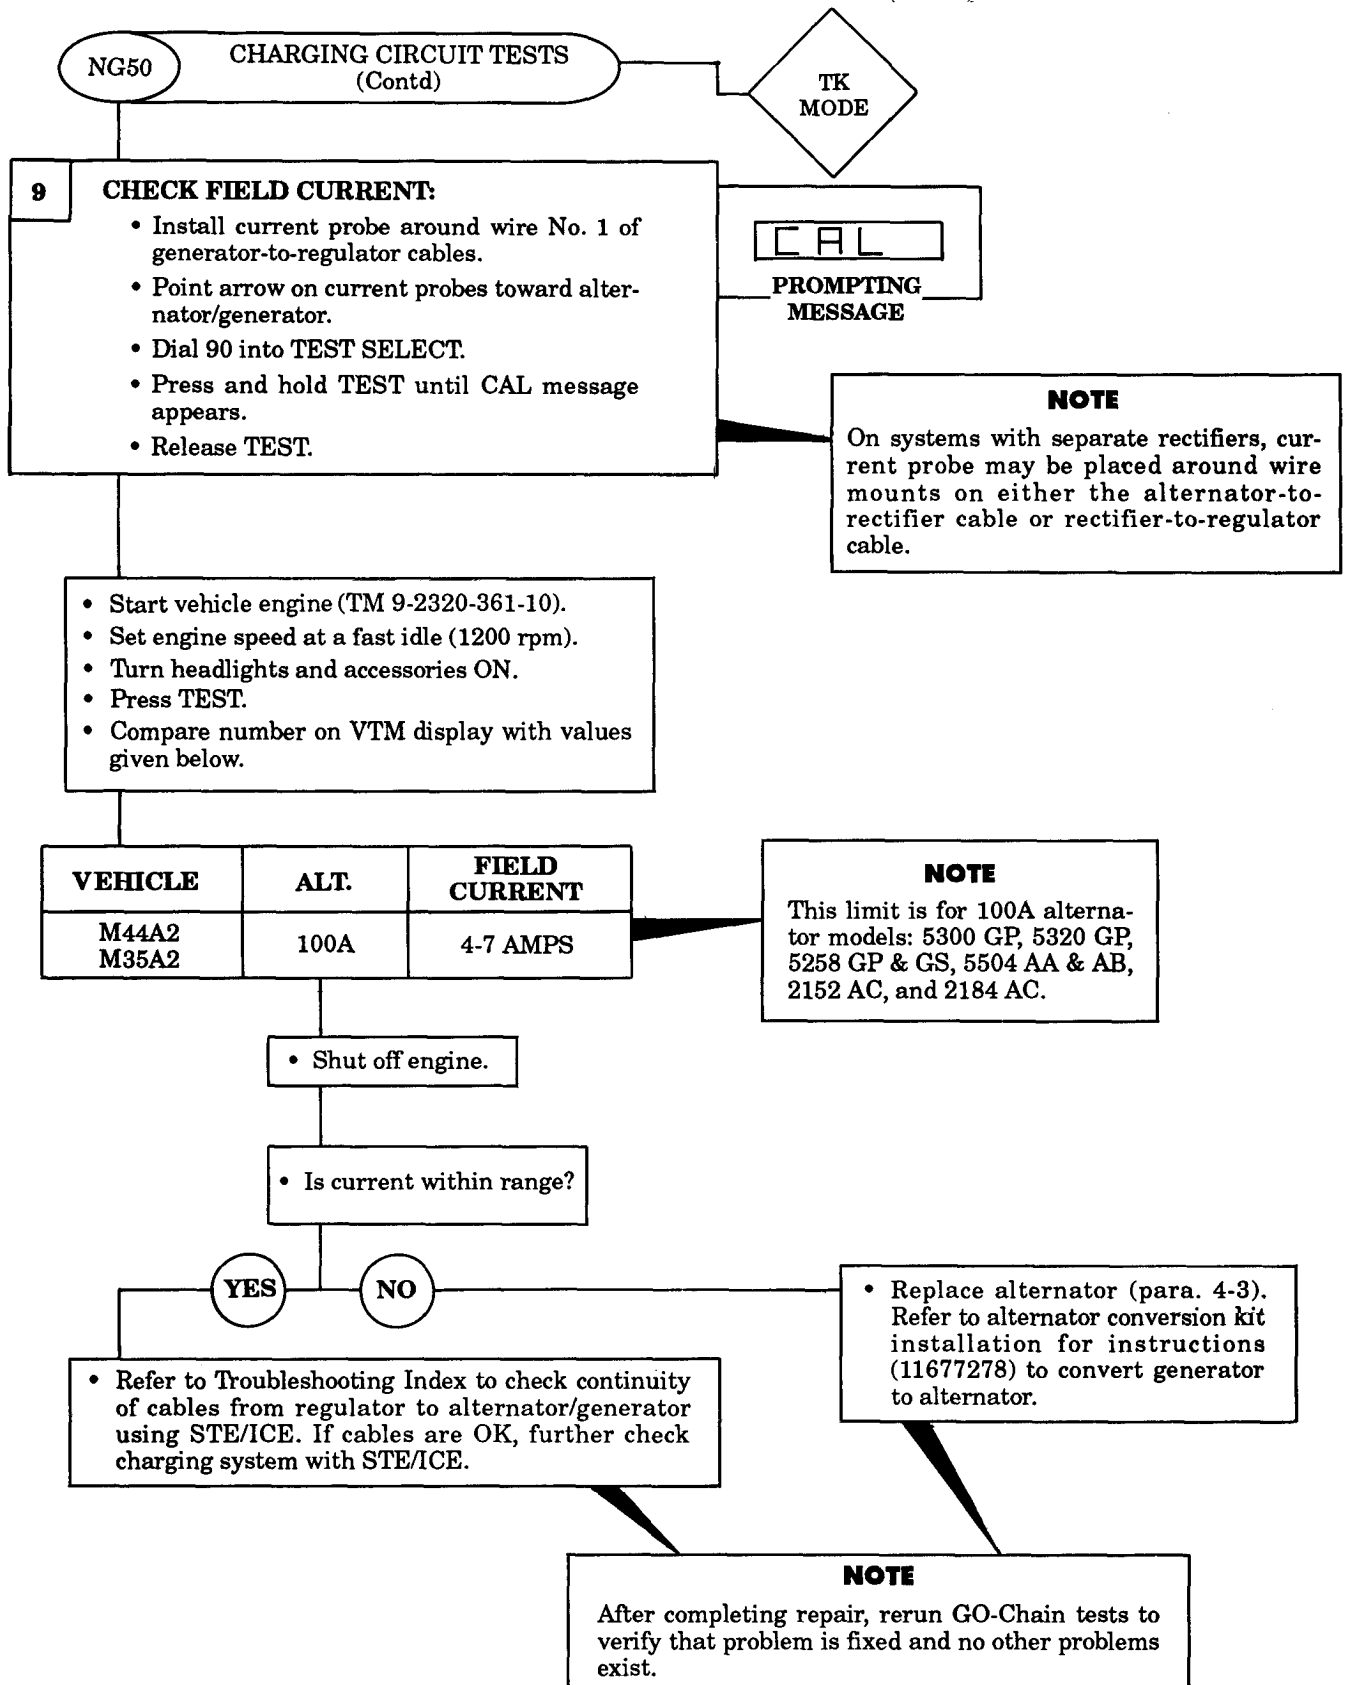 NG50
CHARGING CIRCUIT TESTS
(Contd)
TK
MODE
9
CHECK FIELD CURRENT:
• Install current probe around wire No. 1 of
generator-to-regulator cables.
• Point arrow on current probes toward alter-
nator/generator.
• Dial 90 into TEST SELECT.
• Press and hold TEST until CAL message
appears.
• Release TEST.
CAL
PROMPTING
MESSAGE
NOTE
On systems with separate rectifiers, cur-
rent probe may be placed around wire
mounts on either the alternator-to-
rectifier cable or rectifier-to-regulator
cable.
• Start vehicle engine (TM 9-2320-361-10).
• Set engine speed at a fast idle (1200 rpm).
• Turn headlights and accessories ON.
• Press TEST.
• Compare number on VTM display with values
given below.
VEHICLE
ALT.
FIELD
CURRENT
M44A2
M35A2
100A
4-7 AMPS
NOTE
This limit is for 100A alterna-
tor models: 5300 GP, 5320 GP,
5258 GP & GS, 5504 AA & AB,
2152 AC, and 2184 AC.
• Shut off engine.
• Is current within range?
YES
NO
• Replace alternator (para. 4-3).
Refer to alternator conversion kit
installation for instructions
(11677278) to convert generator
to alternator.
• Refer to Troubleshooting Index to check continuity
of cables from regulator to alternator/generator
using STE/ICE. If cables are OK, further check
charging system with STE/ICE.
NOTE
After completing repair, rerun GO-Chain tests to
verify that problem is fixed and no other problems
exist.